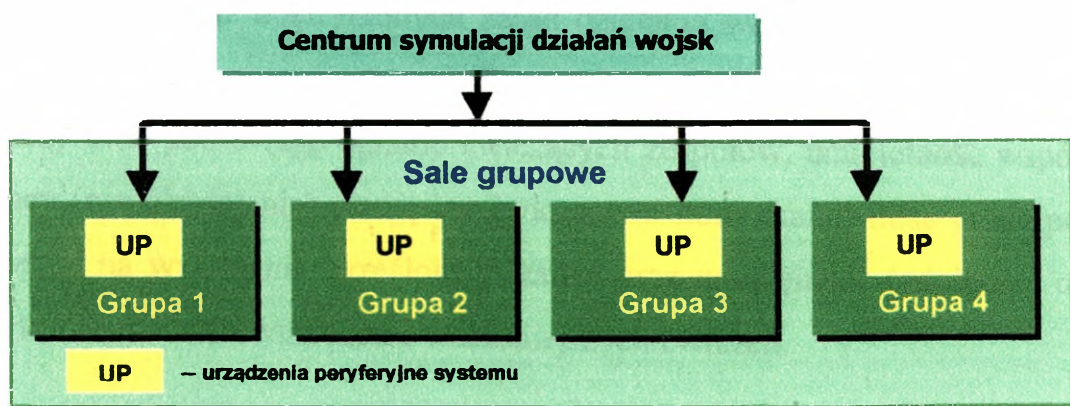 Centrum symulacji działań wojsk
Sale grupowe
UP
UP
UP
UP
Grupa 1
Grupa 2
Grupa 3
Grupa 4
UP – urządzenia peryferyjne systemu